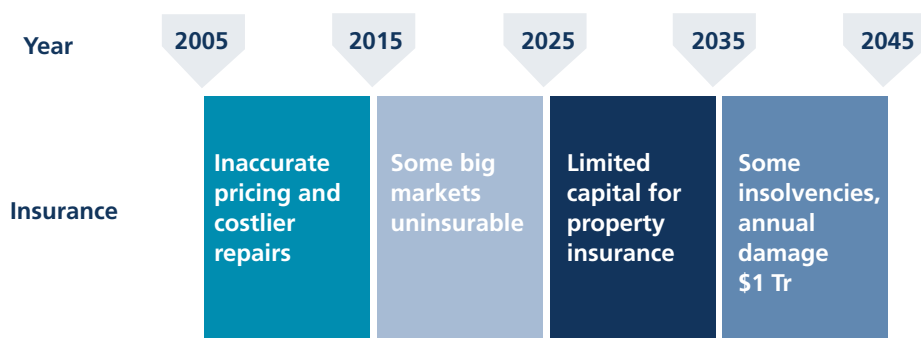 Year
2005
2015
2025
2035
2045
Insurance
Inaccurate
pricing and
costlier
repairs
Some big
markets
uninsurable
Limited
capital for
property
insurance
Some
insolvencies,
annual
damage
$1 Tr